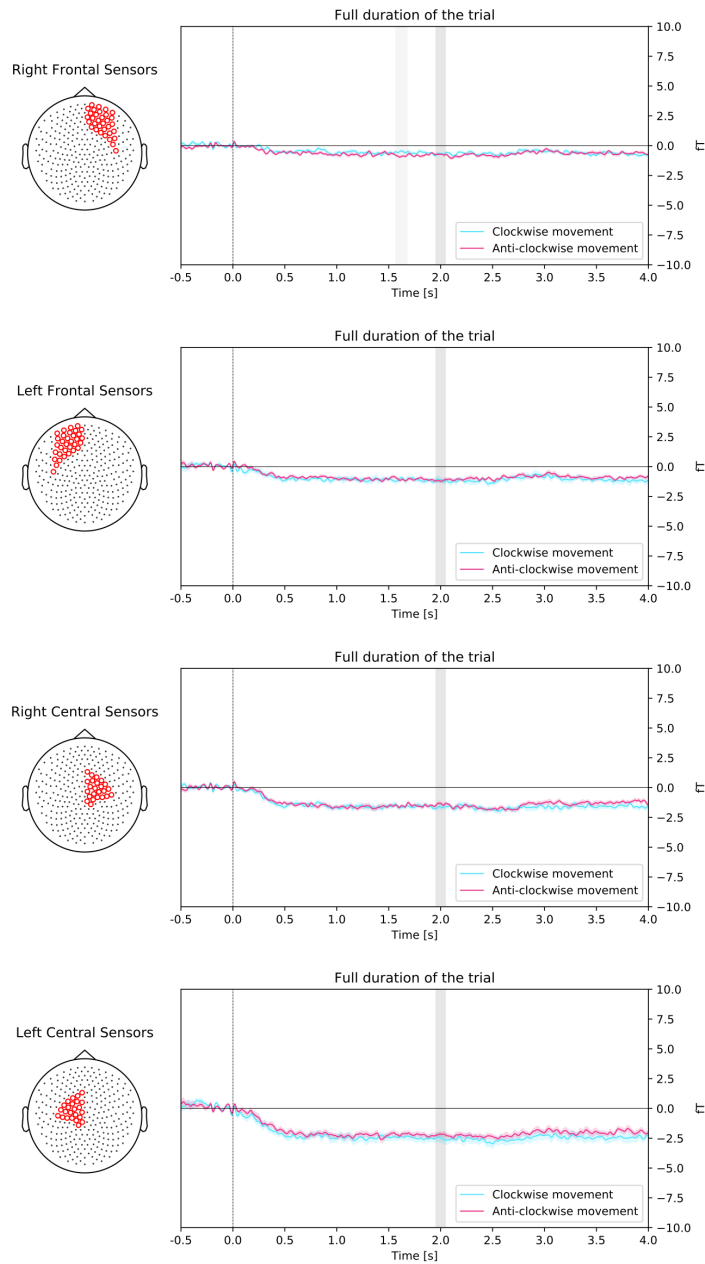 Full duration of the trial
Right Frontal Sensors
10.0
7.5
5.0
2.5
0.0
−2.5
−5.0
−7.5
−10.0
fT
Clockwise movement
Anti-clockwise movement
-0.5 0.0 0.5 1.0 1.5 2.0 2.5 3.0 3.5 4.0
Time [s]
Full duration of the trial
Left Frontal Sensors
10.0
7.5
5.0
2.5
0.0
−2.5
−5.0
−7.5
−10.0
fT
Clockwise movement
Anti-clockwise movement
-0.5 0.0 0.5 1.0 1.5 2.0 2.5 3.0 3.5 4.0
Time [s]
Full duration of the trial
Right Central Sensors
10.0
7.5
5.0
2.5
0.0
−2.5
−5.0
−7.5
−10.0
fT
Clockwise movement
Anti-clockwise movement
-0.5 0.0 0.5 1.0 1.5 2.0 2.5 3.0 3.5 4.0
Time [s]
Full duration of the trial
Left Central Sensors
10.0
7.5
5.0
2.5
0.0
−2.5
−5.0
−7.5
−10.0
fT
Clockwise movement
Anti-clockwise movement
-0.5 0.0 0.5 1.0 1.5 2.0 2.5 3.0 3.5 4.0
Time [s]